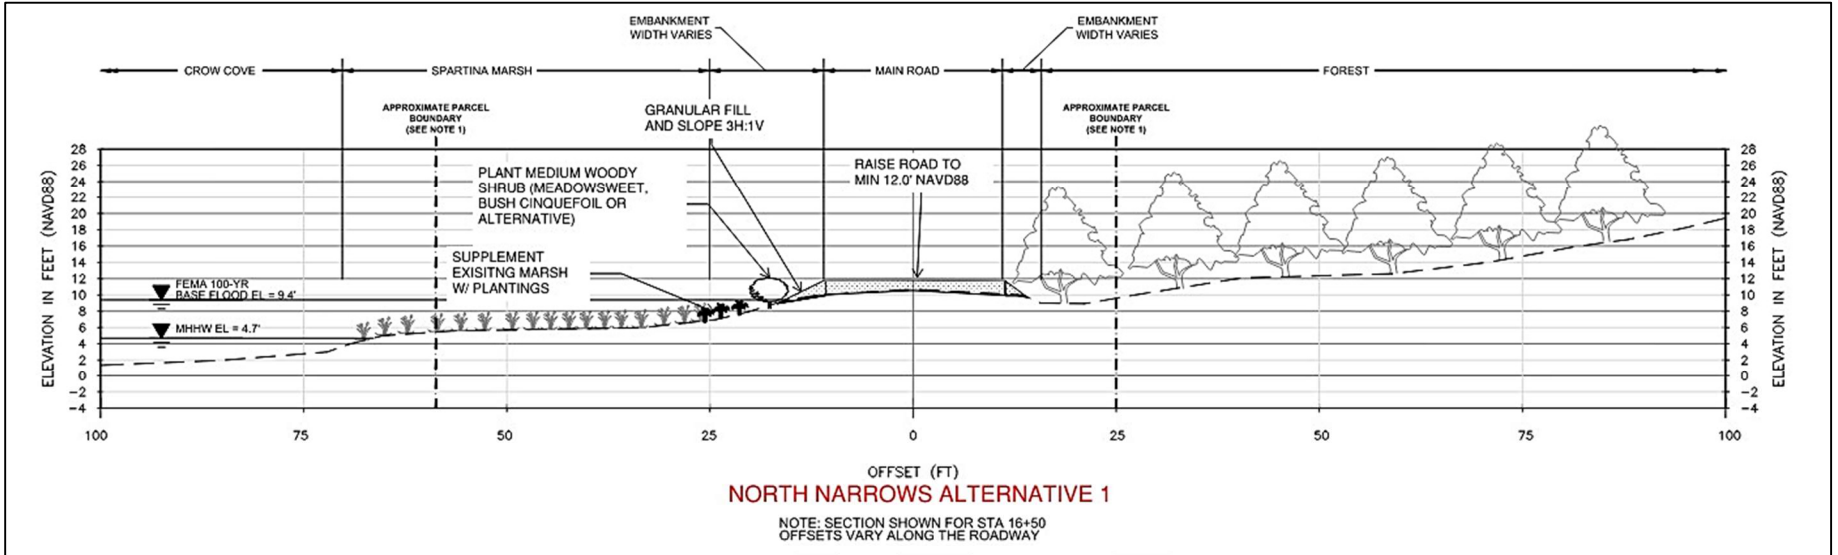 EMBANKMENT
WIDTH VARIES
EMBANKMENT
WIDTH VARIES
CROW COVE
SPARTINA MARSH
MAIN ROAD
FOREST
APPROXIMATE PARCEL
BOUNDARY
(SEE NOTE 1)
GRANULAR FILL
AND SLOPE 3H:1V
APPROXIMATE PARCEL
BOUNDARY
(SEE NOTE 1)
PLANT MEDIUM WOODY
SHRUB (MEADOWSWEET,
BUSH CINQUEFOIL OR
ALTERNATIVE)
RAISE ROAD TO
MIN 12.0' NAVD88
SUPPLEMENT
EXISITNG MARSH
W/ PLANTINGS
FEMA 100-YR
BASE FLOOD EL = 9.4'
MHHW EL = 4.7'
ELEVATION IN FEET (NAVD88)
28
26
24
22
20
18
16
14
12
10
8
6
4
2
0
-2
-4
28
26
24
22
20
18
16
14
12
10
8
6
4
2
0
-2
-4
ELEVATION IN FEET (NAVD88)
100 75 50 25 0 25 50 75 100
OFFSET (FT)
NORTH NARROWS ALTERNATIVE 1
NOTE: SECTION SHOWN FOR STA 16+50
OFFSETS VARY ALONG THE ROADWAY